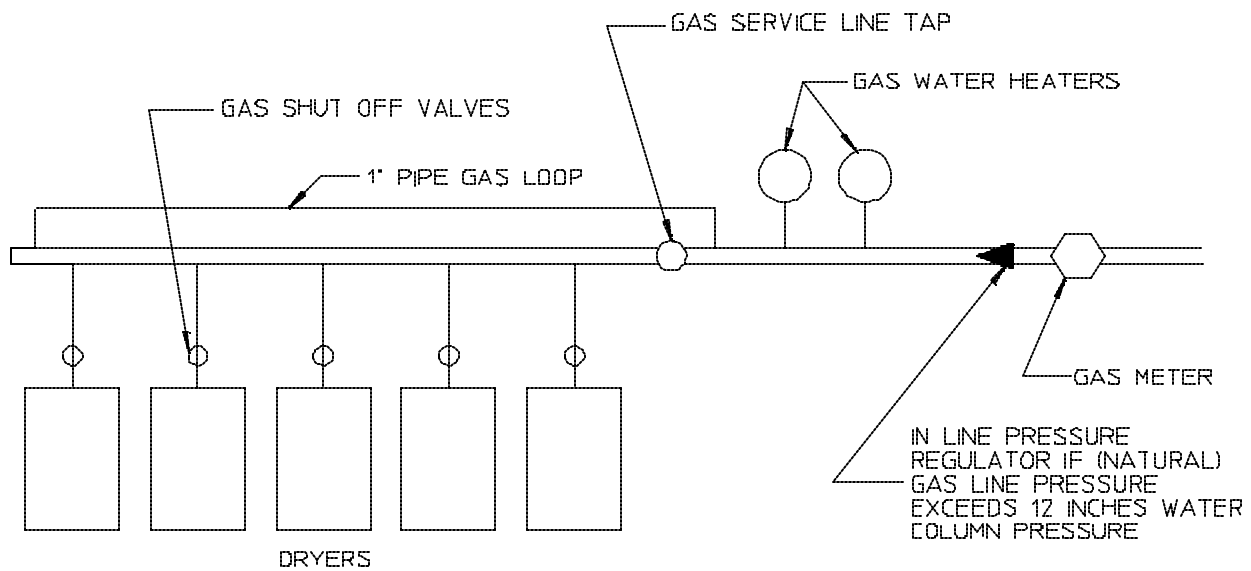 GAS SERVICE LINE TAP
GAS WATER HEATERS
GAS SHUT OFF VALVES
1" PIPE GAS LOOP
GAS METER
IN LINE PRESSURE
REGULATOR IF (NATURAL)
GAS LINE PRESSURE
EXCEEDS 12 INCHES WATER
COLUMN PRESSURE
DRYERS